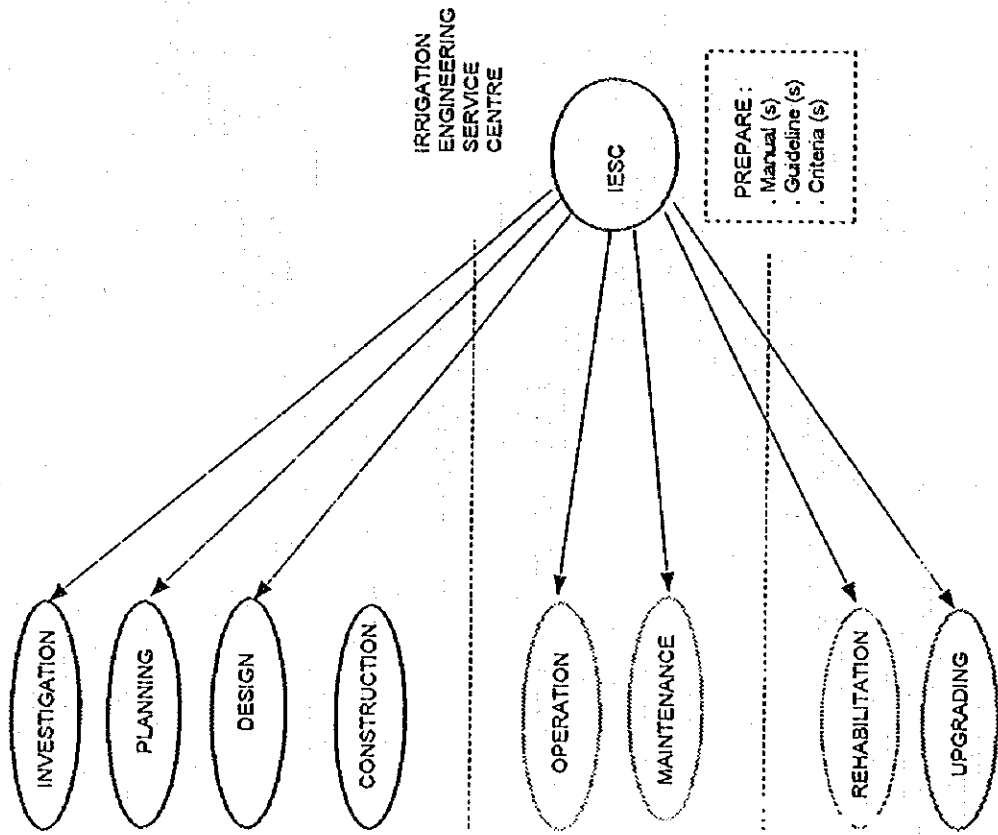 INVESTIGATION
PLANNING
DESIGN
CONSTRUCTION
OPERATION
MAINTENANCE
REHABILITATION
UPGRADING
IRRIGATION
ENGINEERING
SERVICE
CENTRE
IESC
PREPARE :
. Manual (s)
. Guideline (s)
. Criteria (s)